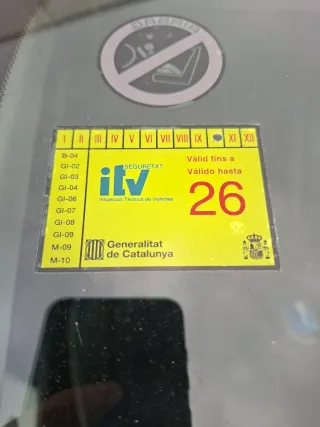 AIRBAG
I II III IV V VI VII VIII IX XI XII
B-04
GI-02
GI-03
GI-04
GI-06
GI-07
GI-08
GI-09
M-09
M-10
SEGURETAT
itv
Inspecció Tècnica de Vehicles
Vàlid fins a
Válido hasta
26
Generalitat
de Catalunya